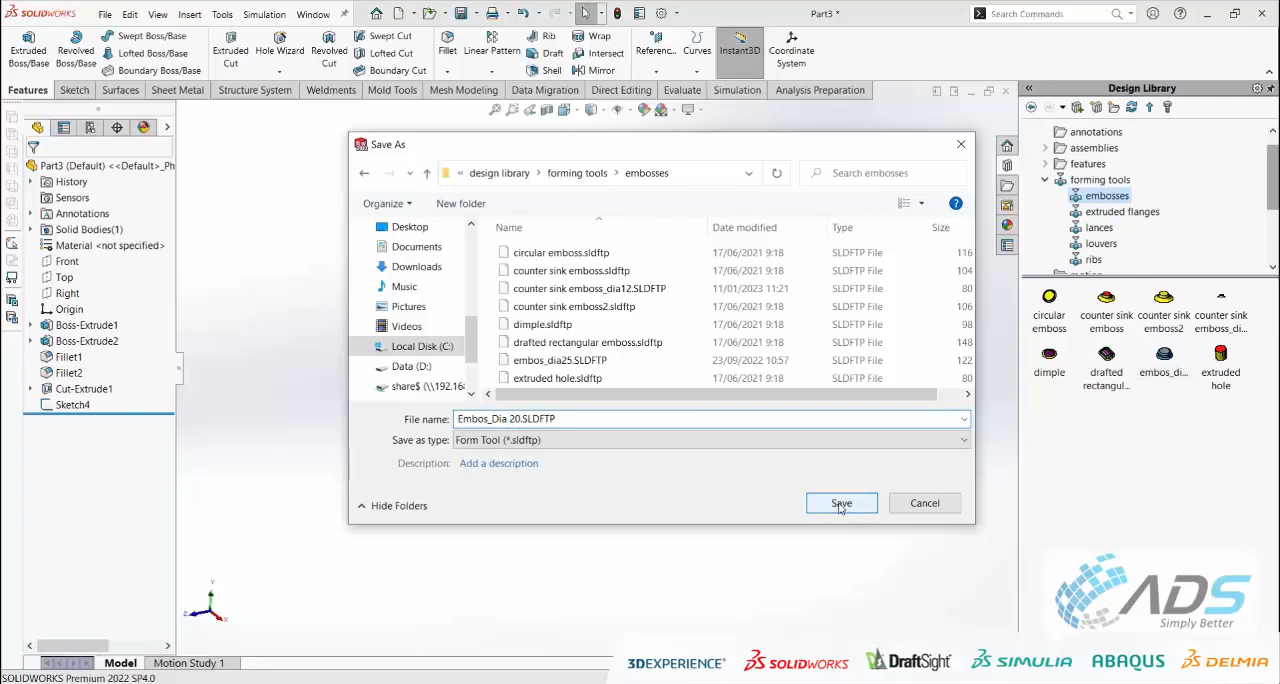 SOLIDWORKS File Edit View Insert Tools Simulation Window Part3 * Search Commands
Extruded Boss/Base
Revolved Boss/Base
Swept Boss/Base
Lofted Boss/Base
Boundary Boss/Base
Extruded Cut
Hole Wizard
Revolved Cut
Swept Cut
Lofted Cut
Boundary Cut
Fillet
Linear Pattern
Rib
Draft
Shell
Wrap
Intersect
Mirror
Referenc...
Curves
Instant3D
Coordinate System
Features Sketch Surfaces Sheet Metal Structure System Weldments Mold Tools Mesh Modeling Data Migration Direct Editing Evaluate Simulation Analysis Preparation
Part3 (Default) <<Default>_Ph
History
Sensors
Annotations
Solid Bodies(1)
Material <not specified>
Front
Top
Right
Origin
Boss-Extrude1
Boss-Extrude2
Fillet1
Fillet2
Cut-Extrude1
Sketch4
Save As
« design library › forming tools › embosses
Search embosses
Organize New folder
Desktop
Documents
Downloads
Music
Pictures
Videos
Local Disk (C:)
Data (D:)
share$ (\\192.168
Name Date modified Type Size
circular emboss.sldftp 17/06/2021 9:18 SLDFTP File 116
counter sink emboss.sldftp 17/06/2021 9:18 SLDFTP File 104
counter sink emboss_dia12.SLDFTP 11/01/2023 11:21 SLDFTP File 80
counter sink emboss2.sldftp 17/06/2021 9:18 SLDFTP File 106
dimple.sldftp 17/06/2021 9:18 SLDFTP File 98
drafted rectangular emboss.sldftp 17/06/2021 9:18 SLDFTP File 148
embos_dia25.SLDFTP 23/09/2022 10:57 SLDFTP File 122
extruded hole.sldftp 17/06/2021 9:18 SLDFTP File 80
File name: Embos_Dia 20.SLDFTP
Save as type: Form Tool (*.sldftp)
Description: Add a description
Hide Folders
Save
Cancel
Design Library
annotations
assemblies
features
forming tools
embosses
extruded flanges
lances
louvers
ribs
circular emboss
counter sink emboss
counter sink emboss2
counter sink emboss_di...
dimple
drafted rectangul...
embos_di...
extruded hole
Y
Z
X
ADS
Simply Better
Model Motion Study 1
3DEXPERIENCE® SOLIDWORKS DraftSight SIMULIA ABAQUS DELMIA
SOLIDWORKS Premium 2022 SP4.0